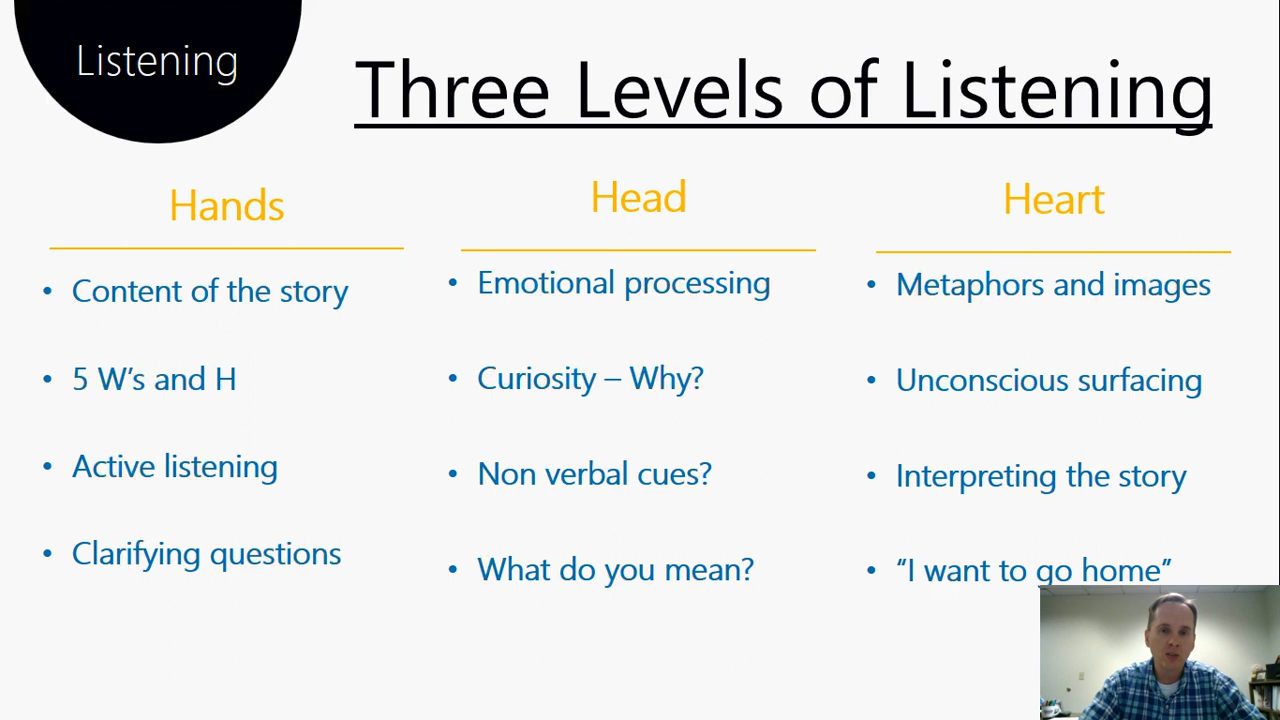 Listening
Three Levels of Listening
Hands
• Content of the story
• 5 W’s and H
• Active listening
• Clarifying questions
Head
• Emotional processing
• Curiosity – Why?
• Non verbal cues?
• What do you mean?
Heart
• Metaphors and images
• Unconscious surfacing
• Interpreting the story
• “I want to go home”